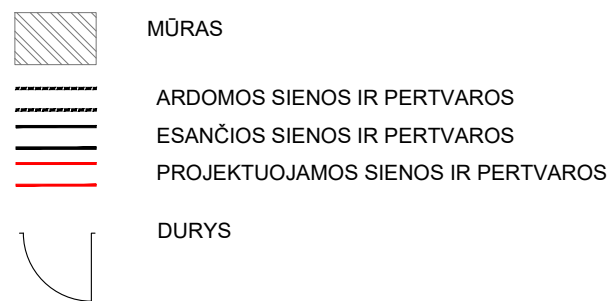 MŪRAS
ARDOMOS SIENOS IR PERTVAROS
ESANČIOS SIENOS IR PERTVAROS
PROJEKTUOJAMOS SIENOS IR PERTVAROS
DURYS